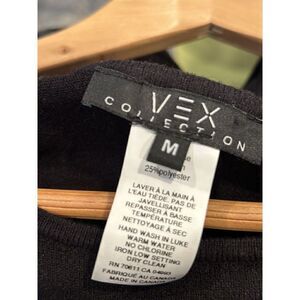 VEX
COLLECTION
M
25%polyester
LAVER À LA MAIN À
L'EAU TIÈDE. PAS DE
JAVELLISANT
REPASSER À BASSE
TEMPÉRATURE
NETTOYAGE À SEC
HAND WASH IN LUKE
WARM WATER
NO CHLORINE
IRON LOW SETTING
DRY CLEAN
RN 70611 CA
FABRIQUÉ AU CANADA
MADE IN CANADA